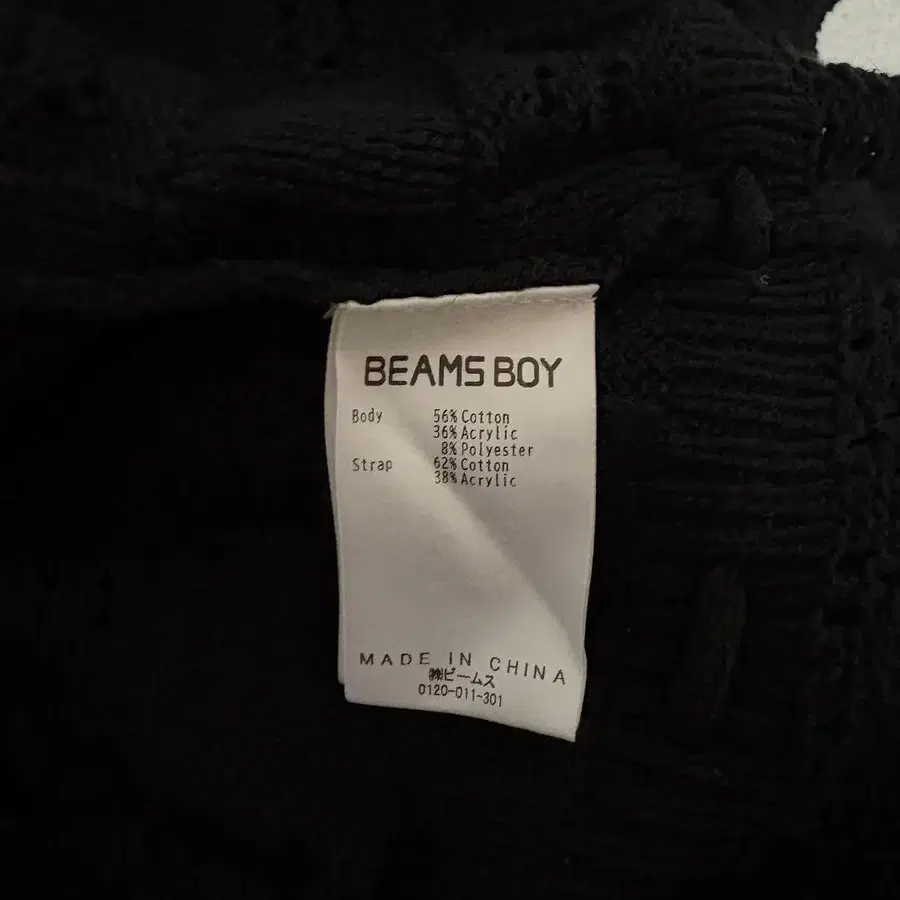 BEAMS BOY
Body 56% Cotton
36% Acrylic
8% Polyester
Strap 62% Cotton
38% Acrylic
MADE IN CHINA
㈱ビームス
0120-011-301